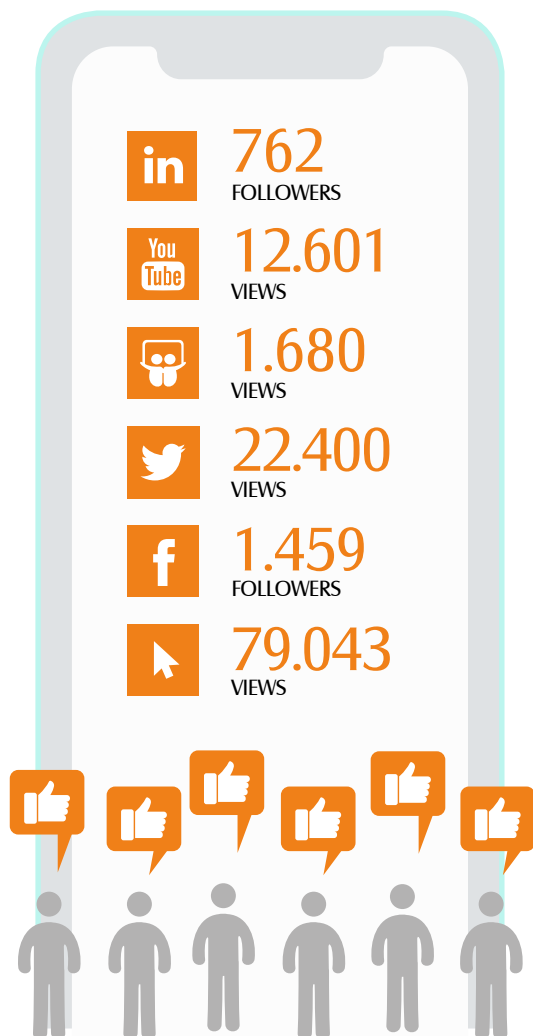 in
762
FOLLOWERS
You
Tube
12.601
VIEWS
1.680
VIEWS
22.400
VIEWS
f
1.459
FOLLOWERS
79.043
VIEWS